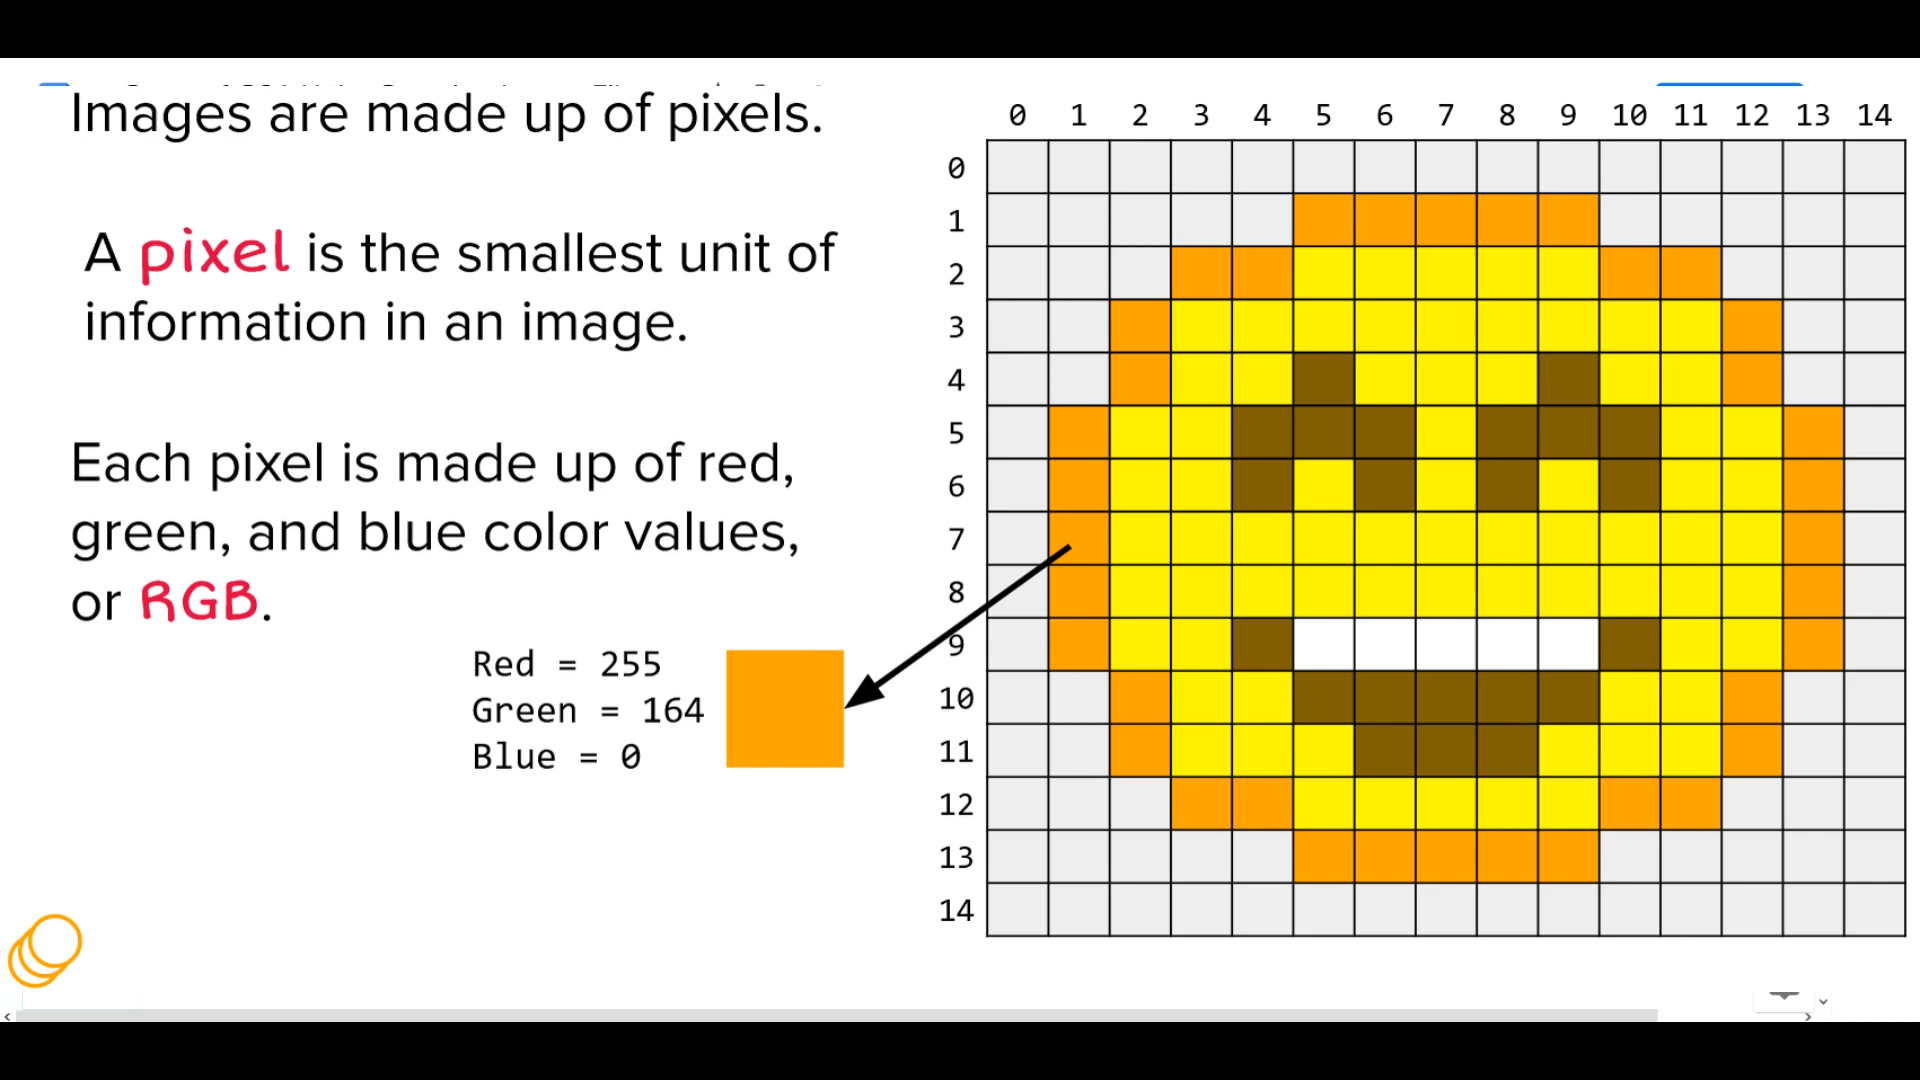 Images are made up of pixels.
A pixel is the smallest unit of
information in an image.
Each pixel is made up of red,
green, and blue color values,
or RGB.
Red = 255
Green = 164
Blue = 0
0 1 2 3 4 5 6 7 8 9 10 11 12 13 14
0
1
2
3
4
5
6
7
8
9
10
11
12
13
14